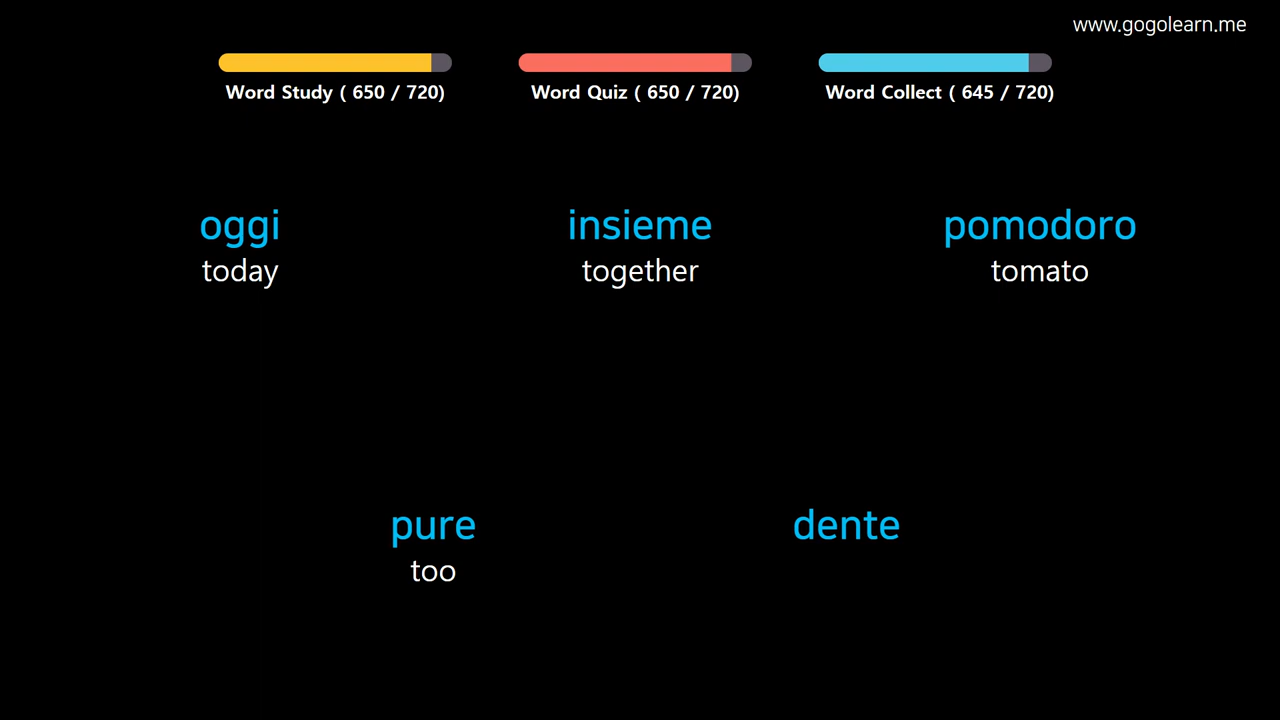 www.gogolearn.me
Word Study ( 650 / 720)
Word Quiz ( 650 / 720)
Word Collect ( 645 / 720)
oggi
today
insieme
together
pomodoro
tomato
pure
too
dente